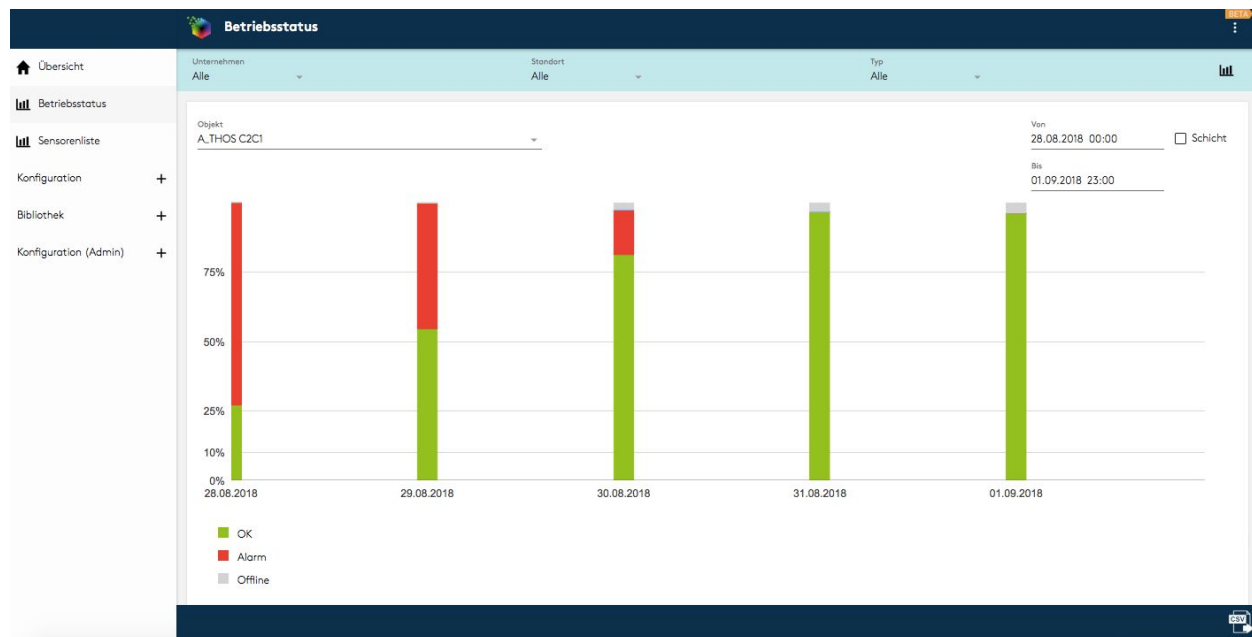 Betriebsstatus
BETA
Übersicht
Betriebsstatus
Sensorenliste
Konfiguration +
Bibliothek +
Konfiguration (Admin) +
Unternehmen
Alle
Standort
Alle
Typ
Alle
Objekt
A_THOS C2C1
Von
28.08.2018 00:00
Schicht
Bis
01.09.2018 23:00
75%
50%
25%
10%
0%
28.08.2018 29.08.2018 30.08.2018 31.08.2018 01.09.2018
OK
Alarm
Offline
CSV